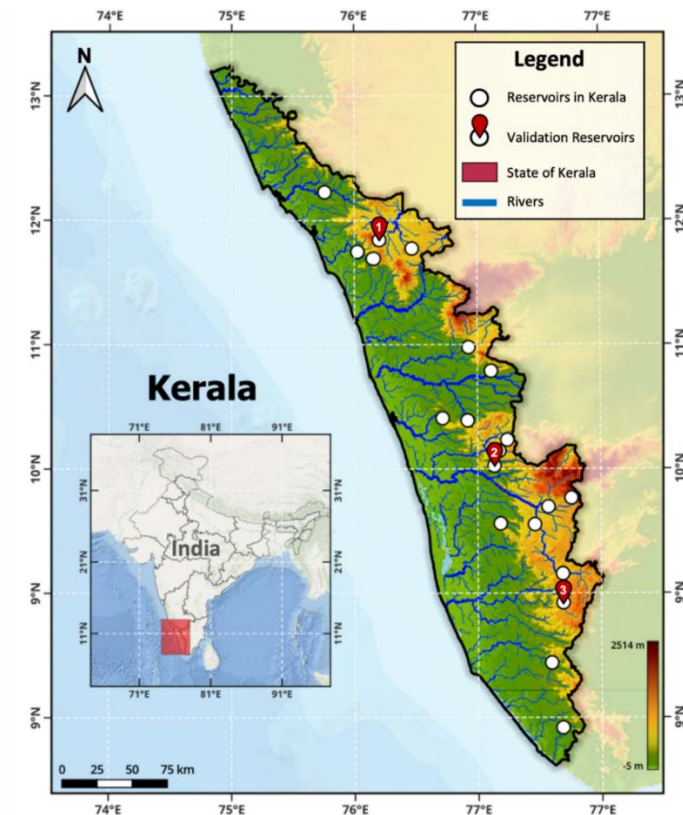 74°E 75°E 76°E 77°E 77°E
N
Legend
Reservoirs in Kerala
Validation Reservoirs
State of Kerala
Rivers
13°N 13°N
12°N 12°N
1
11°N 11°N
Kerala
71°E 81°E 91°E
2
10°N 10°N
31°N 31°N
India
21°N 21°N
9°N 9°N
3
11°N 11°N
2514 m
71°E 81°E 91°E
9°N 9°N
-5 m
0 25 50 75 km
74°E 75°E 76°E 77°E 77°E